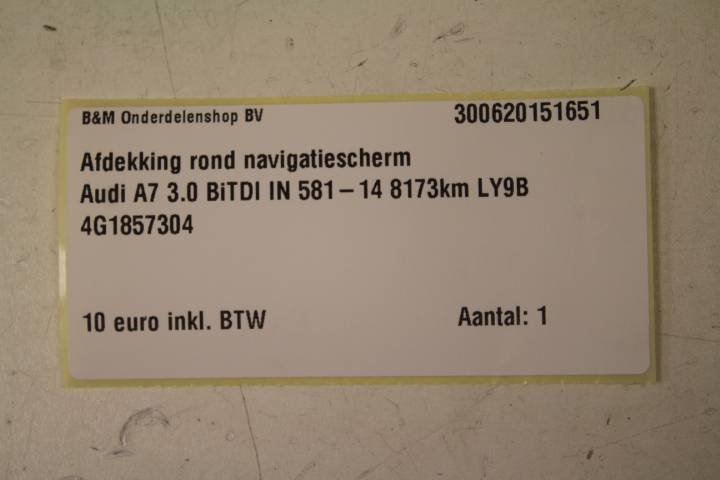 B&M Onderdelenshop BV 300620151651
Afdekking rond navigatiescherm
Audi A7 3.0 BiTDI IN 581-14 8173km LY9B
4G1857304
10 euro inkl. BTW Aantal: 1